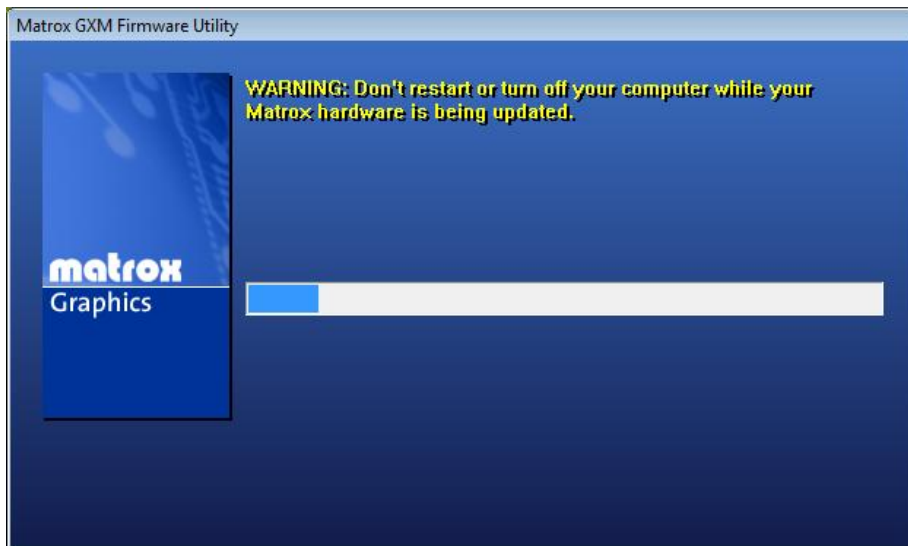 Matrox GXM Firmware Utility
WARNING: Don't restart or turn off your computer while your
Matrox hardware is being updated.
matrox
Graphics